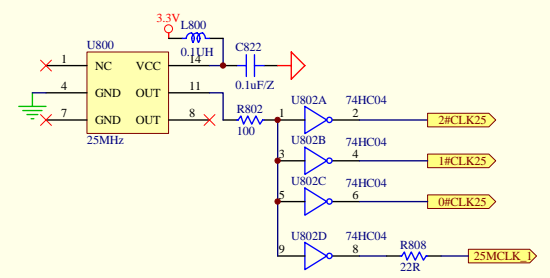 3.3V
L800
0.1UH
U800
C822
0.1uF/Z
1
NC
VCC
14
4
GND
OUT
11
7
GND
OUT
8
25MHz
R802
100
U802A
74HC04
1
2
2#CLK25
U802B
74HC04
3
4
1#CLK25
U802C
74HC04
5
6
0#CLK25
U802D
74HC04
9
8
R808
22R
25MCLK_1